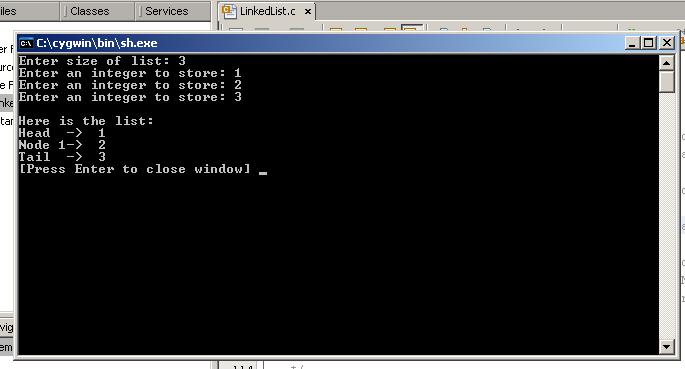 Classes
Services
LinkedList.c
C:\cygwin\bin\sh.exe
Enter size of list: 3
Enter an integer to store: 1
Enter an integer to store: 2
Enter an integer to store: 3
Here is the list:
Head -> 1
Node 1-> 2
Tail -> 3
[Press Enter to close window]